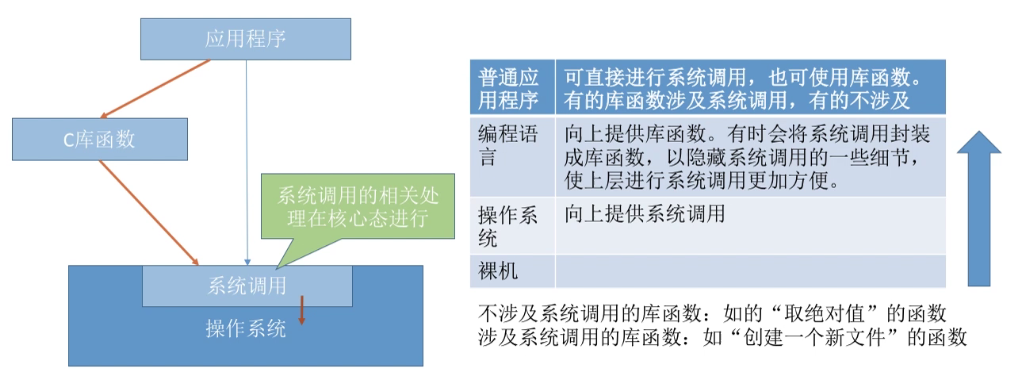 应用程序
C库函数
系统调用的相关处
理在核心态进行
系统调用
操作系统
普通应
用程序
可直接进行系统调用，也可使用库函数。
有的库函数涉及系统调用，有的不涉及
编程语
言
向上提供库函数。有时会将系统调用封装
成库函数，以隐藏系统调用的一些细节，
使上层进行系统调用更加方便。
操作系
统
向上提供系统调用
裸机
不涉及系统调用的库函数：如的“取绝对值”的函数
涉及系统调用的库函数：如“创建一个新文件”的函数